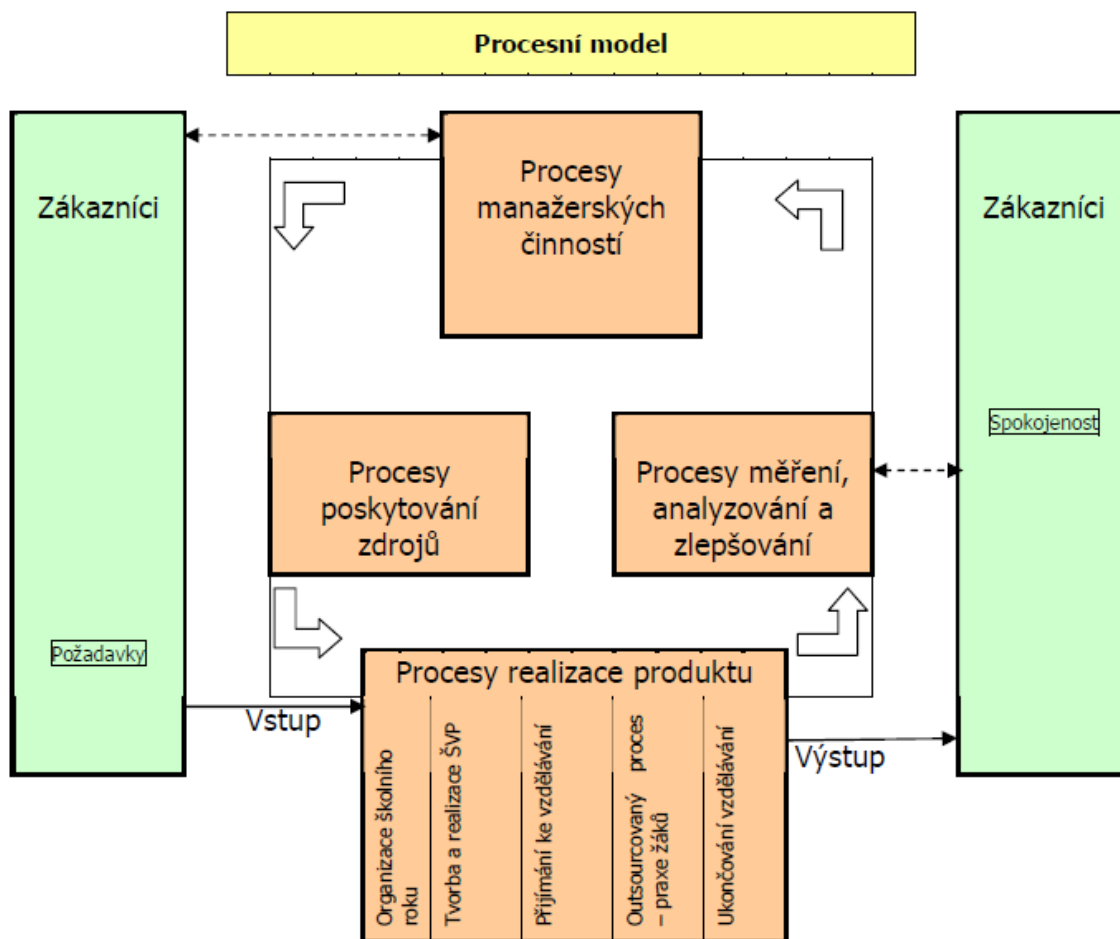 Procesní model
Zákazníci
Požadavky
Procesy
manažerských
činností
Procesy
poskytování
zdrojů
Procesy měření,
analyzování a
zlepšování
Zákazníci
Spokojenost
Vstup
Procesy realizace produktu
Organizace školního
roku
Tvorba a realizace ŠVP
Přijímání ke vzdělávání
Outsourcovaný proces
– praxe žáků
Ukončování vzdělávání
Výstup